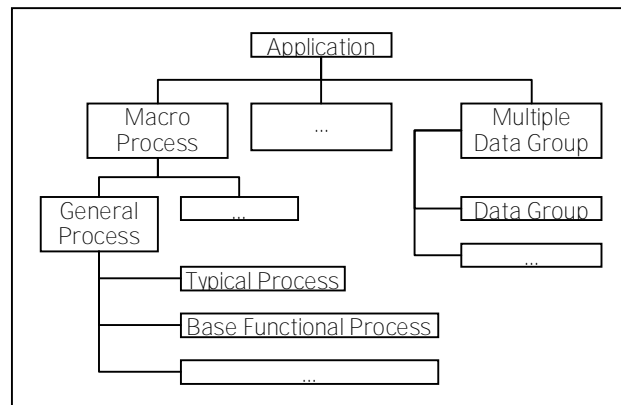 Application
Macro
Process
...
Multiple
Data Group
General
Process
...
Data Group
...
Typical Process
Base Functional Process
...